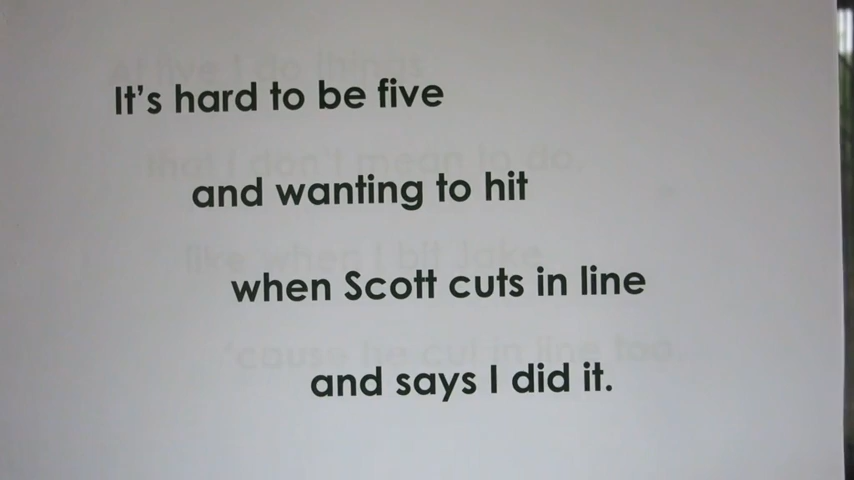 It's hard to be five
and wanting to hit
when Scott cuts in line
and says I did it.